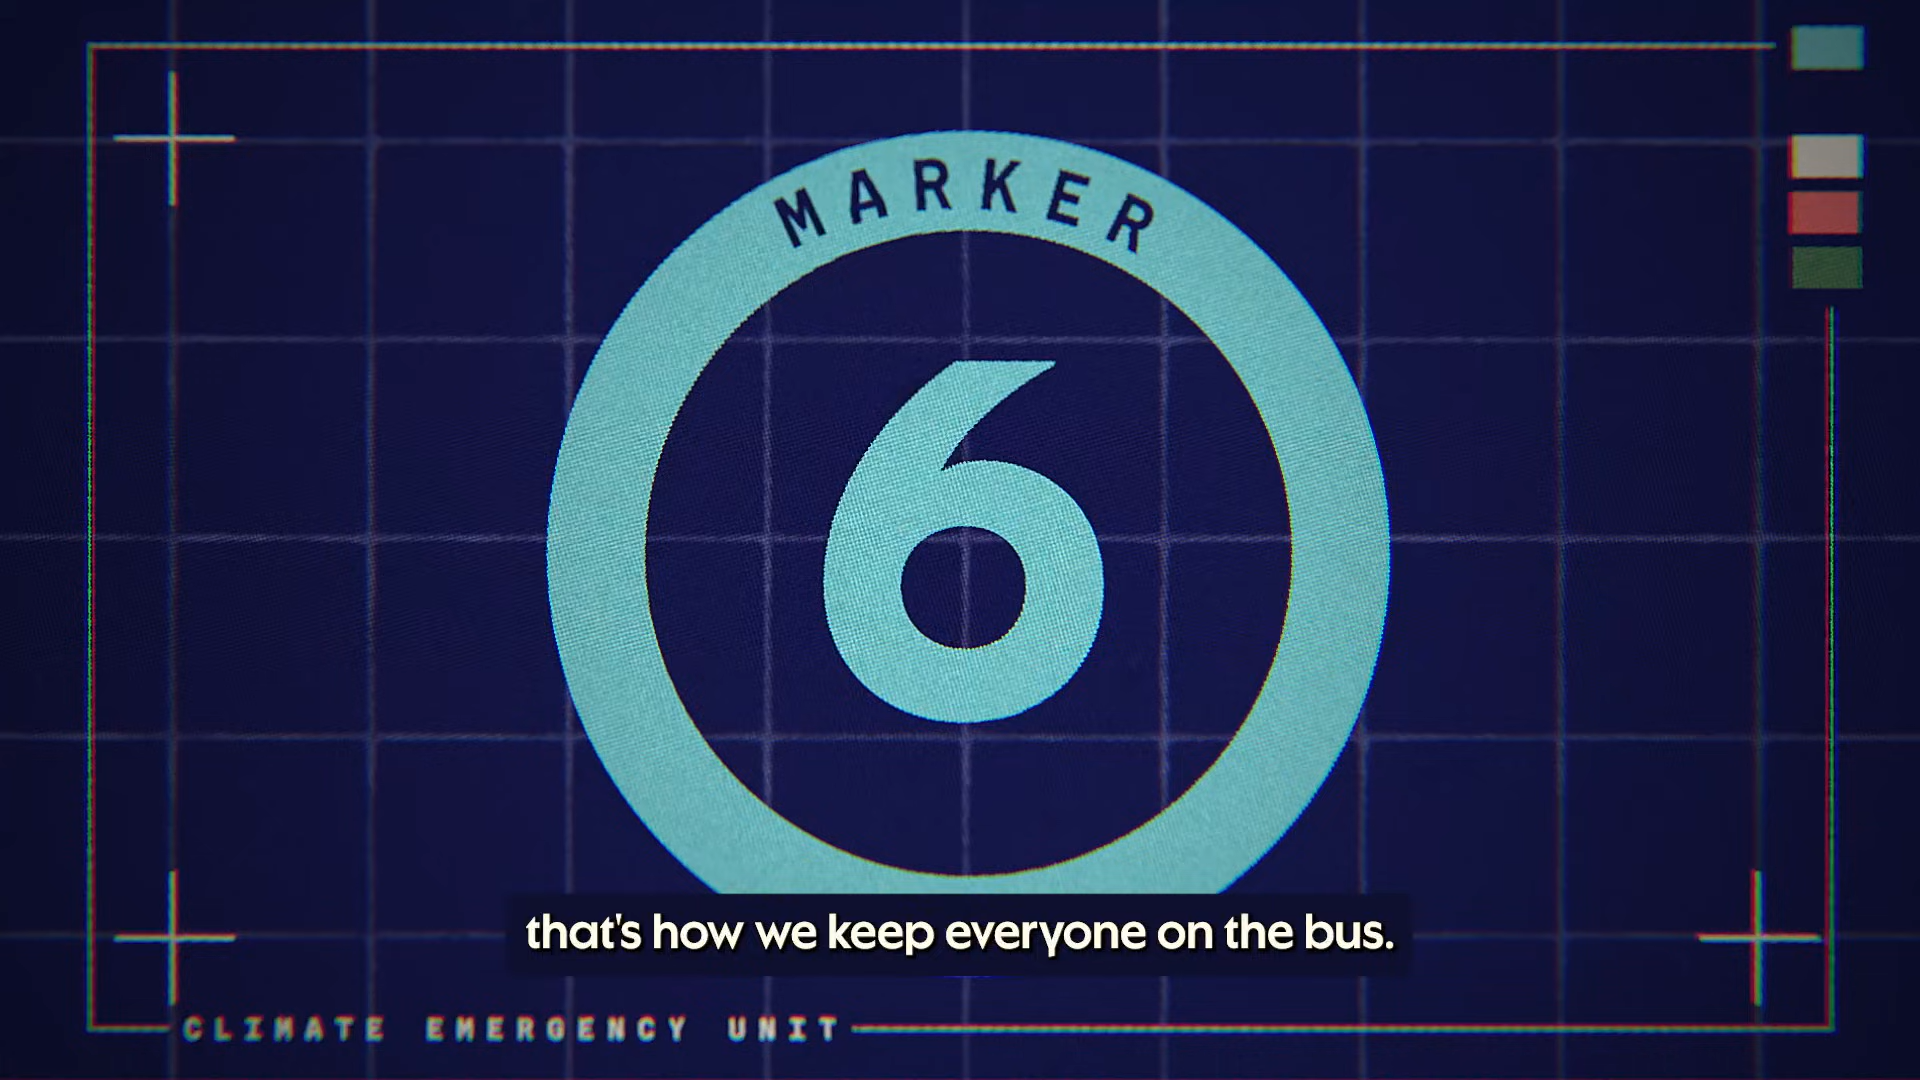 MARKER
6
that's how we keep everyone on the bus.
CLIMATE EMERGENCY UNIT